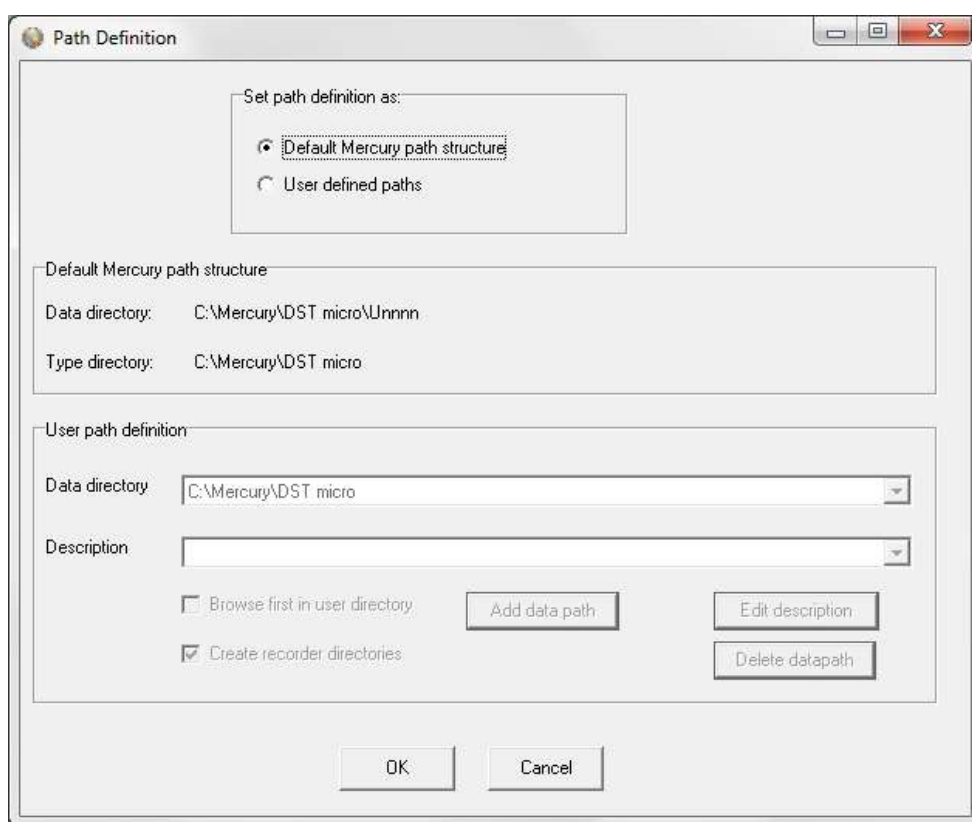 Path Definition
Set path definition as:
Default Mercury path structure
User defined paths
Default Mercury path structure
Data directory: C:\Mercury\DST micro\Unnnn
Type directory: C:\Mercury\DST micro
User path definition
Data directory C:\Mercury\DST micro
Description
Browse first in user directory Add data path Edit description
Create recorder directories Delete datapath
OK Cancel